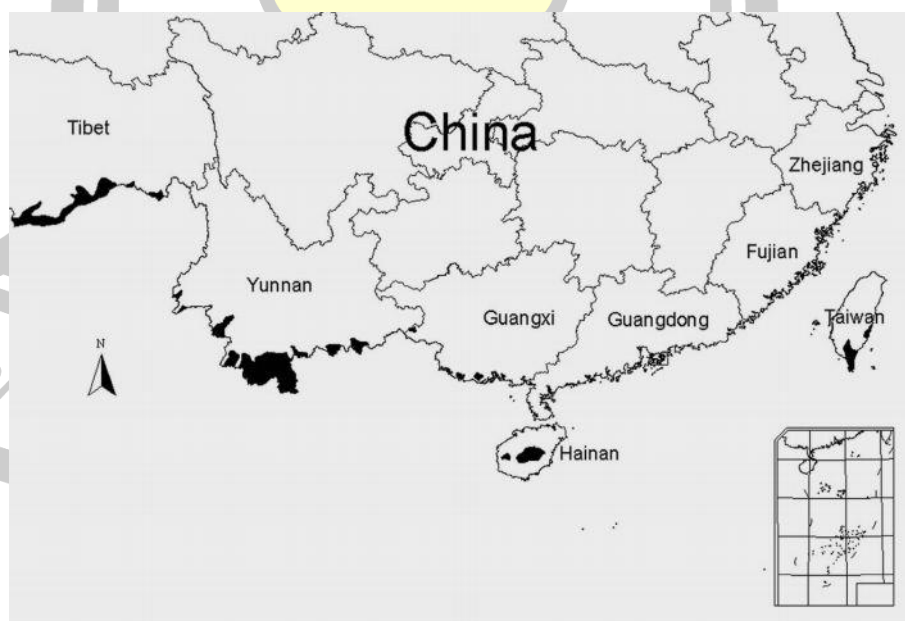 China
Tibet
Zhejiang
Fujian
Yunnan
Taiwan
Guangxi
Guangdong
N
Hainan